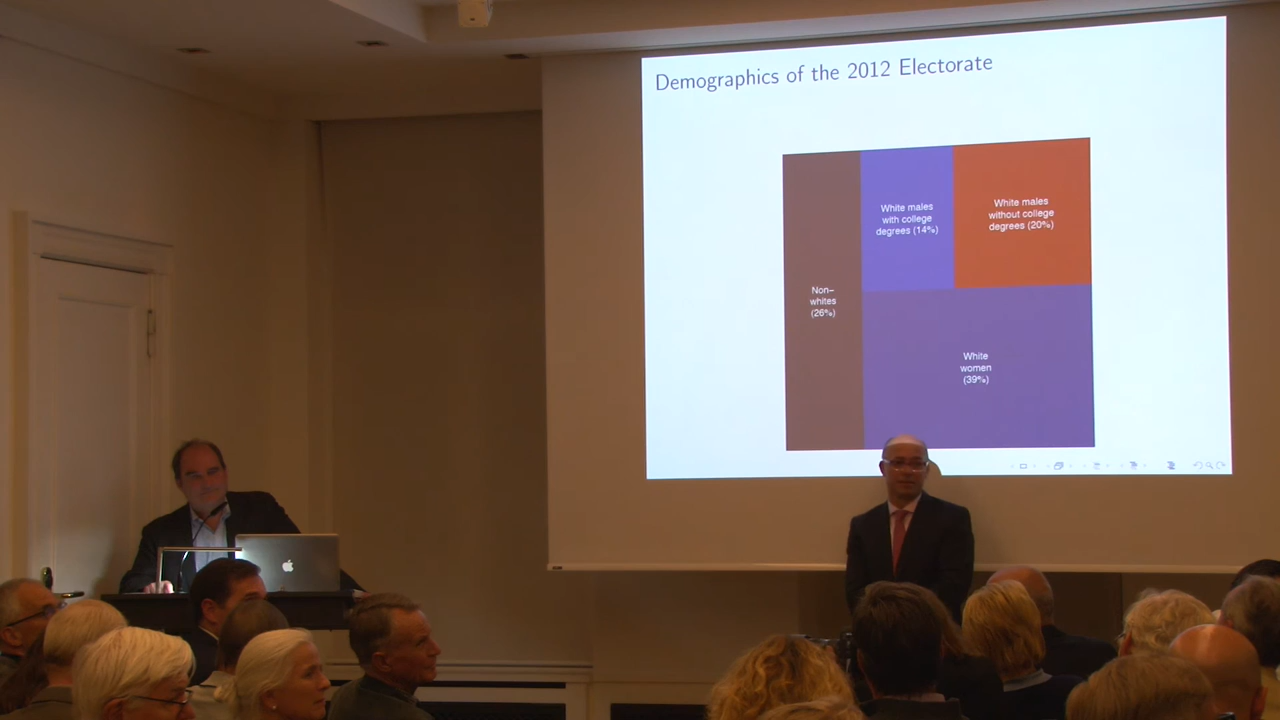 Demographics of the 2012 Electorate
White males
with college
degrees (14%)
White males
without college
degrees (20%)
Non-
whites
(26%)
White
women
(39%)